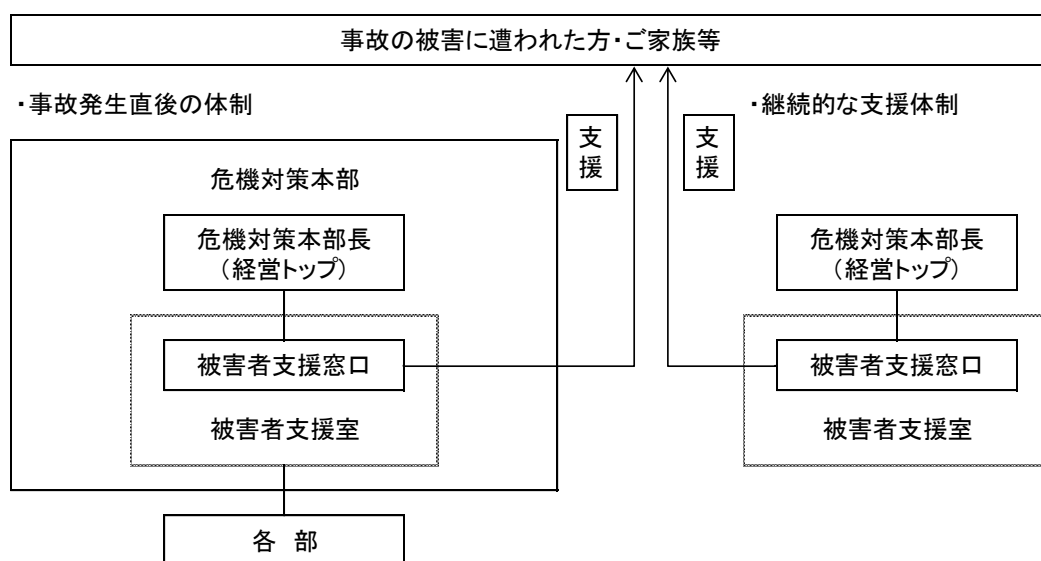 事故の被害に遭われた方・ご家族等
・事故発生直後の体制
危機対策本部
危機対策本部長
（経営トップ）
被害者支援窓口
被害者支援室
各 部
支
援
支
援
・継続的な支援体制
危機対策本部長
（経営トップ）
被害者支援窓口
被害者支援室